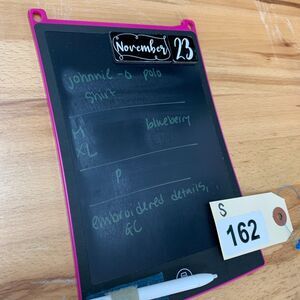 November 23
johnnie-o polo
shirt
blueberry
XL
P
embroidered details,
GC
S
162